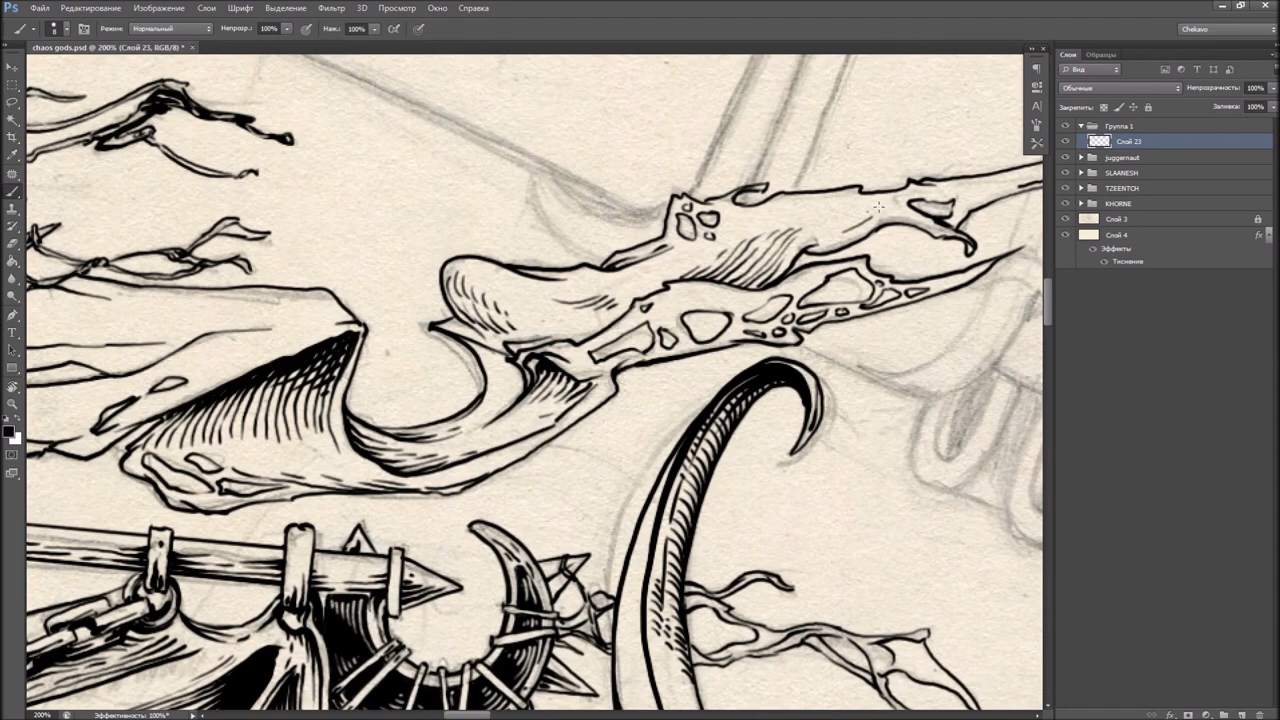 Ps Файл Редактирование Изображение Слои Шрифт Выделение Фильтр 3D Просмотр Окно Справка
Режим: Нормальный Непрозр.: 100% Наж.: 100% Chekavo
chaos gods.psd @ 200% (Слой 23, RGB/8) * ×
Слои Образцы
Вид
Обычные Непрозрачность: 100%
Закрепить: Заливка: 100%
Группа 1
Слой 23
juggernaut
SLAANESH
TZEENTCH
KHORNE
Слой 3
Слой 4 fx
Эффекты
Тиснение
200% Эффективность: 100%*